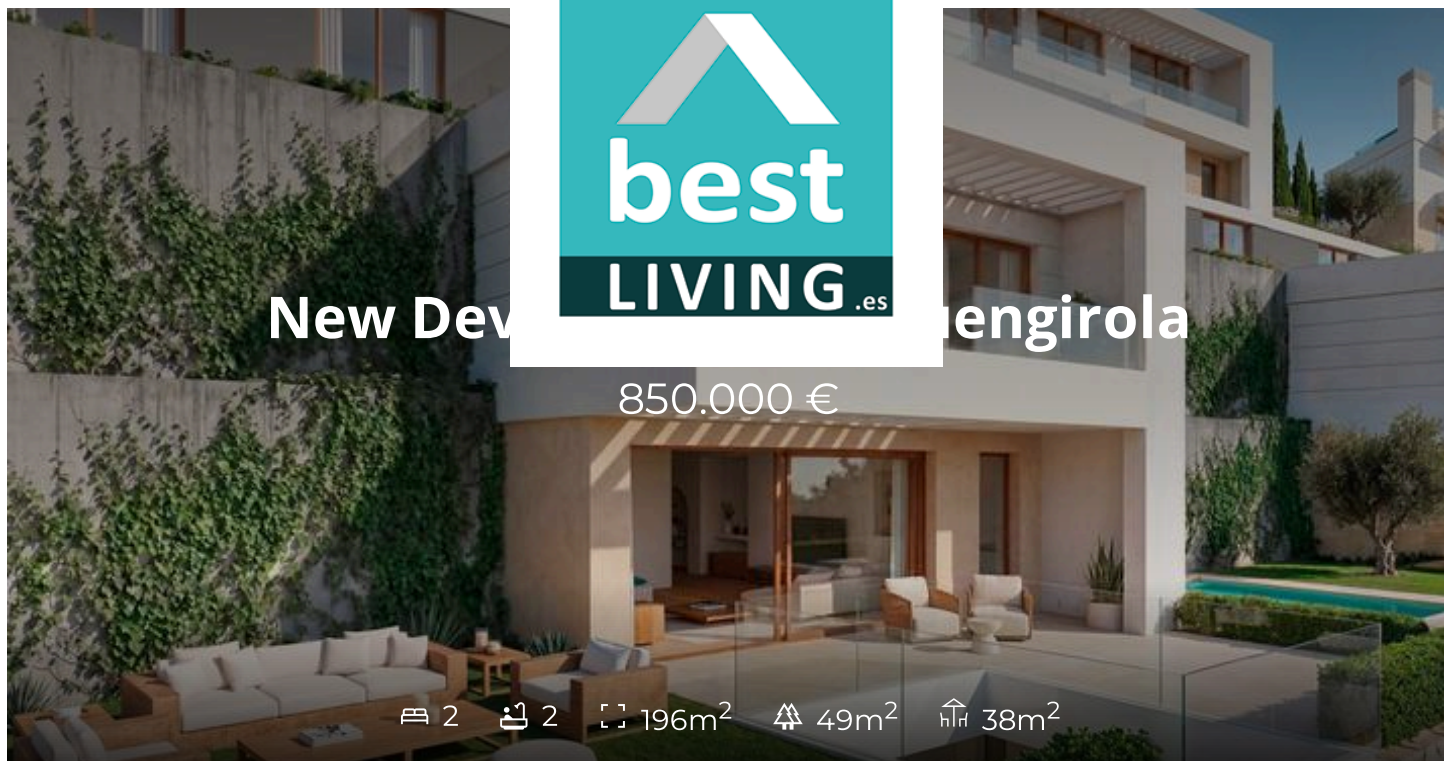 best
LIVING.es
New Dev uengirola
850.000 €
2 2 196m² 49m² 38m²